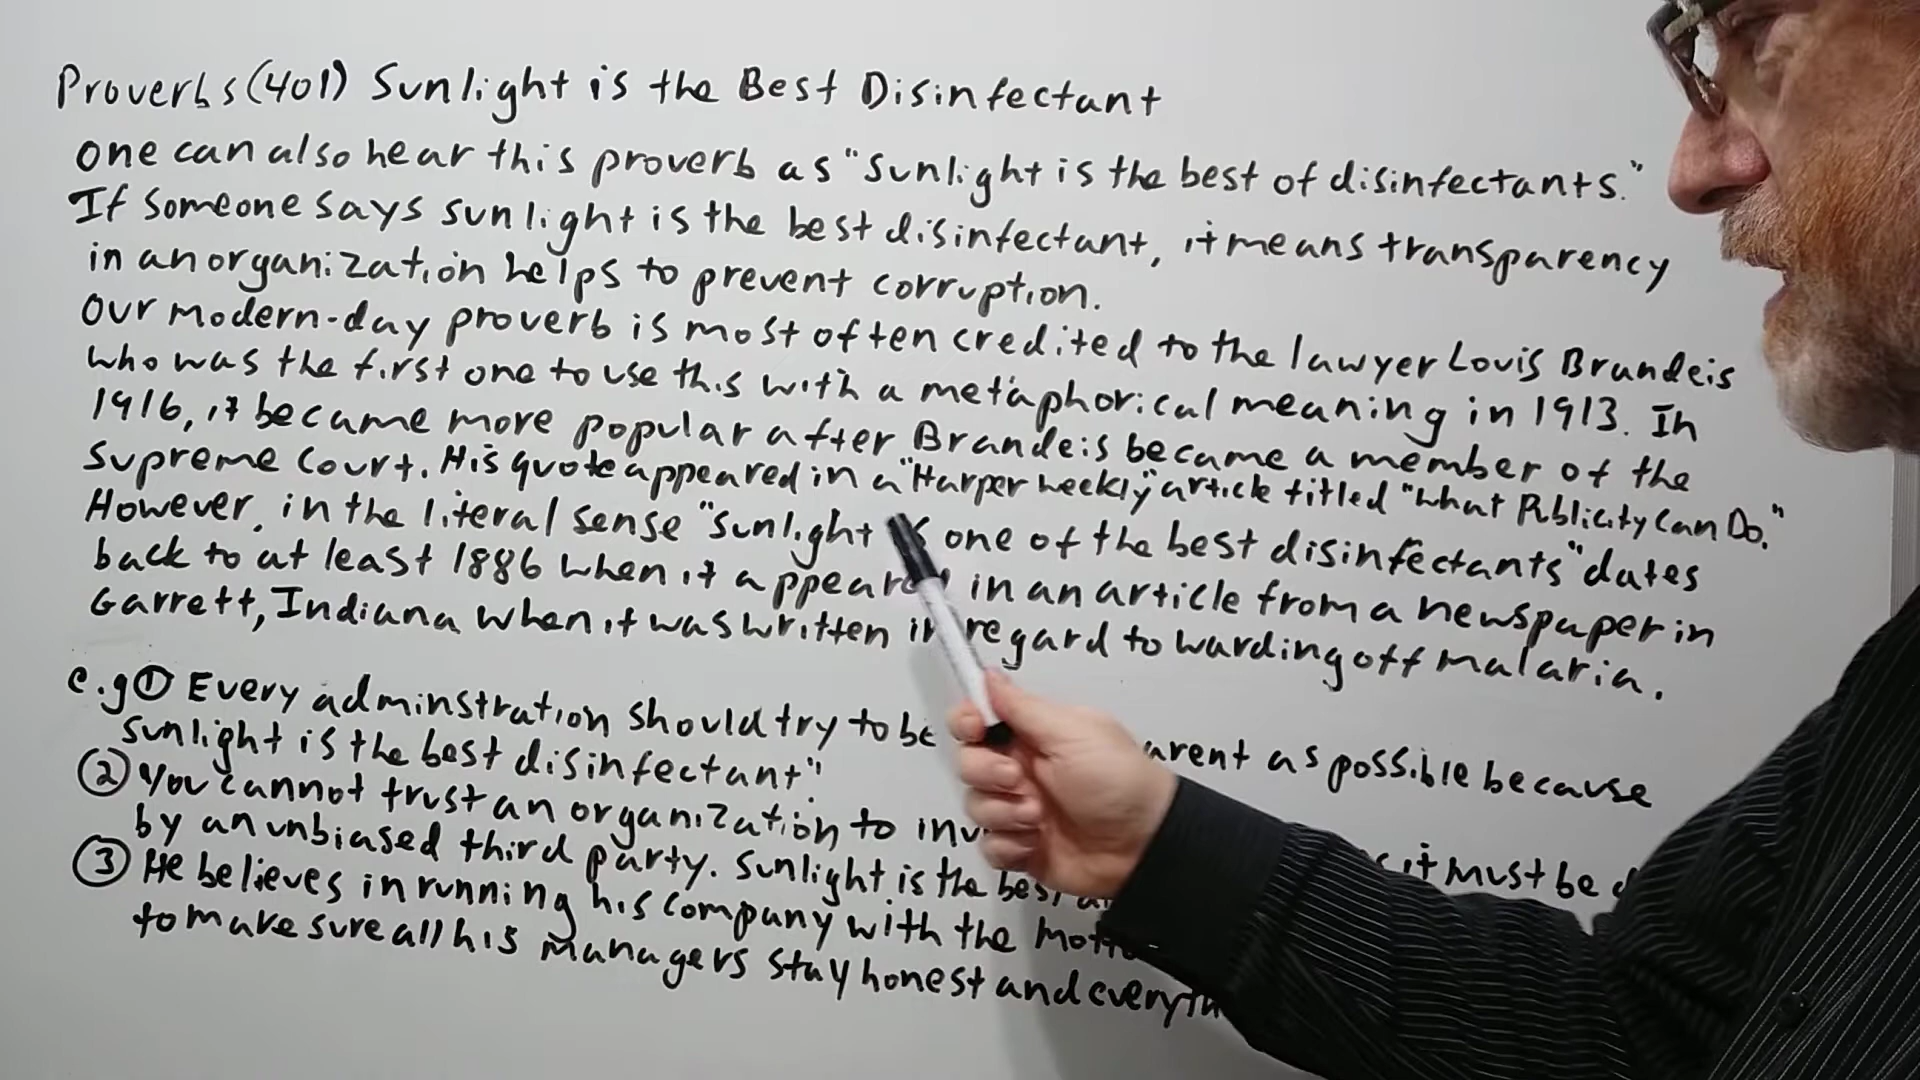 Proverbs (401) Sunlight is the Best Disinfectant
One can also hear this proverb as "Sunlight is the best of disinfectants."
If someone says sunlight is the best disinfectant, it means transparency
in an organization helps to prevent corruption.
Our modern-day proverb is most often credited to the lawyer Louis Brandeis
who was the first one to use this with a metaphorical meaning in 1913. In
1916, it became more popular after Brandeis became a member of the
Supreme Court. His quote appeared in a "Harper weekly" article titled "What Publicity Can Do."
However, in the literal sense "sunlight is one of the best disinfectants" dates
back to at least 1886 when it appeared in an article from a newspaper in
Garrett, Indiana when it was written in regard to warding off malaria.
e.g ① Every adminstration should try to be as possible because
sunlight is the best disinfectant"
② You cannot trust an organization to it must be
by an unbiased third party. Sunlight is the best
③ He believes in running his company with the
to make sure all his managers stay honest and